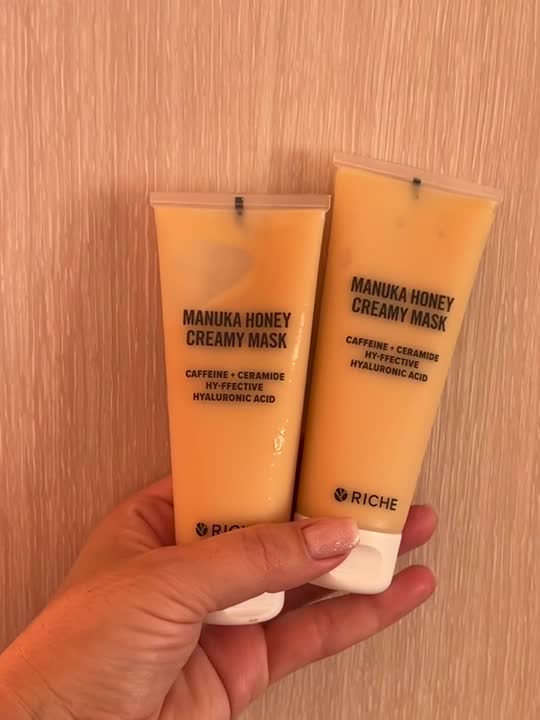 MANUKA HONEY
CREAMY MASK
CAFFEINE + CERAMIDE
HY-FFECTIVE
HYALURONIC ACID
MANUKA HONEY
CREAMY MASK
CAFFEINE + CERAMIDE
HY-FFECTIVE
HYALURONIC ACID
RICHE